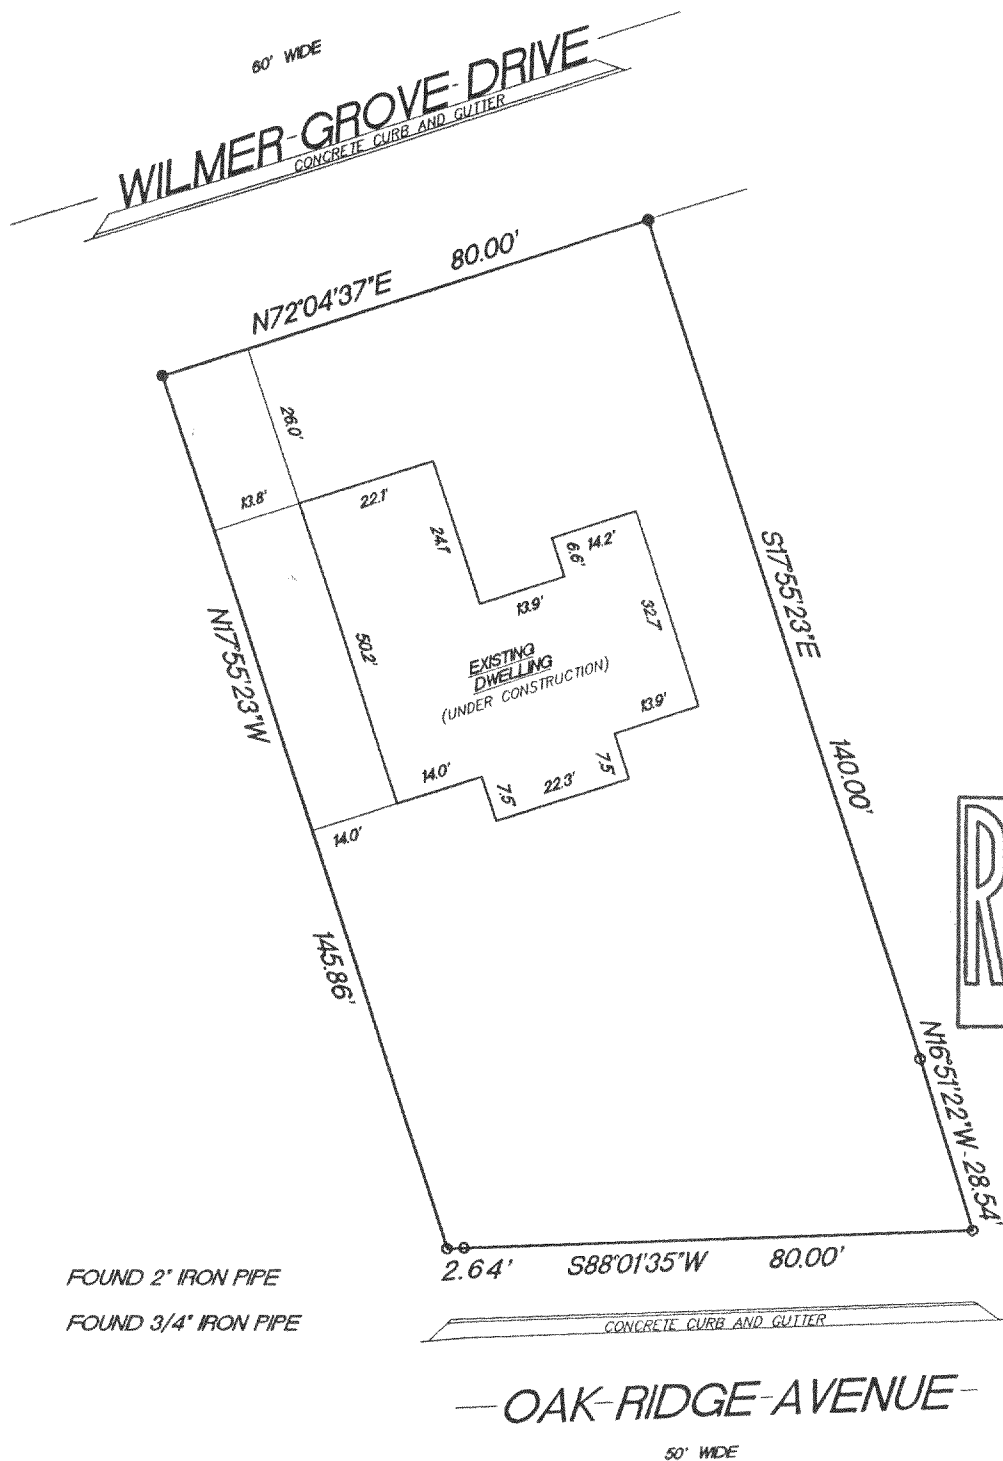 60' WIDE
WILMER-GROVE-DRIVE
CONCRETE CURB AND GUTTER
N72°04'37"E 80.00'
26.0'
13.8'
22.1'
24.1'
6.6'
14.2'
13.9'
32.7'
S17°55'23"E
140.00'
N17°55'23"W
145.86'
50.2'
EXISTING
DWELLING
(UNDER CONSTRUCTION)
13.9'
14.0'
7.5'
22.3'
7.5'
14.0'
R
N16°51'22"W-28.54'
2.64' S88°01'35"W 80.00'
FOUND 2" IRON PIPE
FOUND 3/4" IRON PIPE
CONCRETE CURB AND GUTTER
OAK-RIDGE-AVENUE
50' WIDE